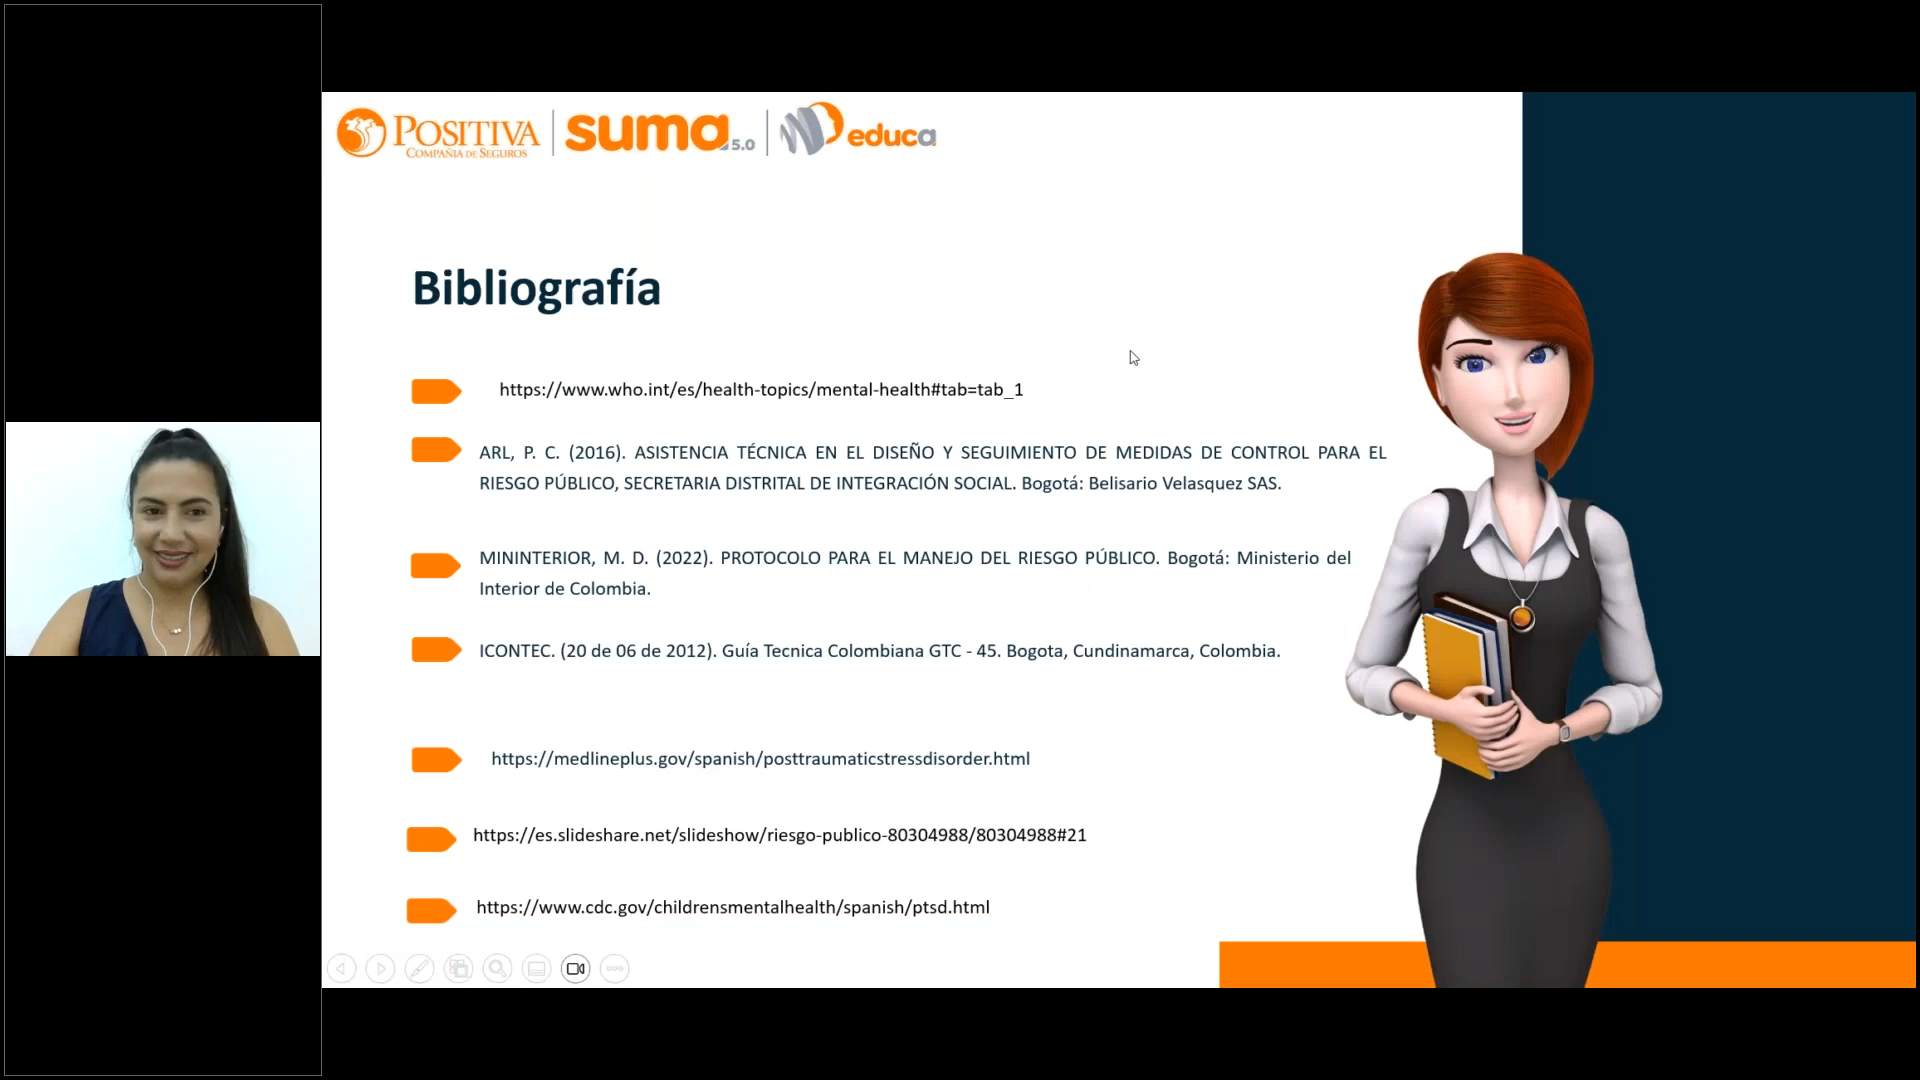 POSITIVA
COMPAÑIA DE SEGUROS
suma 5.0
educa
Bibliografía
https://www.who.int/es/health-topics/mental-health#tab=tab_1
ARL, P. C. (2016). ASISTENCIA TÉCNICA EN EL DISEÑO Y SEGUIMIENTO DE MEDIDAS DE CONTROL PARA EL
RIESGO PÚBLICO, SECRETARIA DISTRITAL DE INTEGRACIÓN SOCIAL. Bogotá: Belisario Velasquez SAS.
MININTERIOR, M. D. (2022). PROTOCOLO PARA EL MANEJO DEL RIESGO PÚBLICO. Bogotá: Ministerio del
Interior de Colombia.
ICONTEC. (20 de 06 de 2012). Guía Tecnica Colombiana GTC - 45. Bogota, Cundinamarca, Colombia.
https://medlineplus.gov/spanish/posttraumaticstressdisorder.html
https://es.slideshare.net/slideshow/riesgo-publico-80304988/80304988#21
https://www.cdc.gov/childrensmentalhealth/spanish/ptsd.html